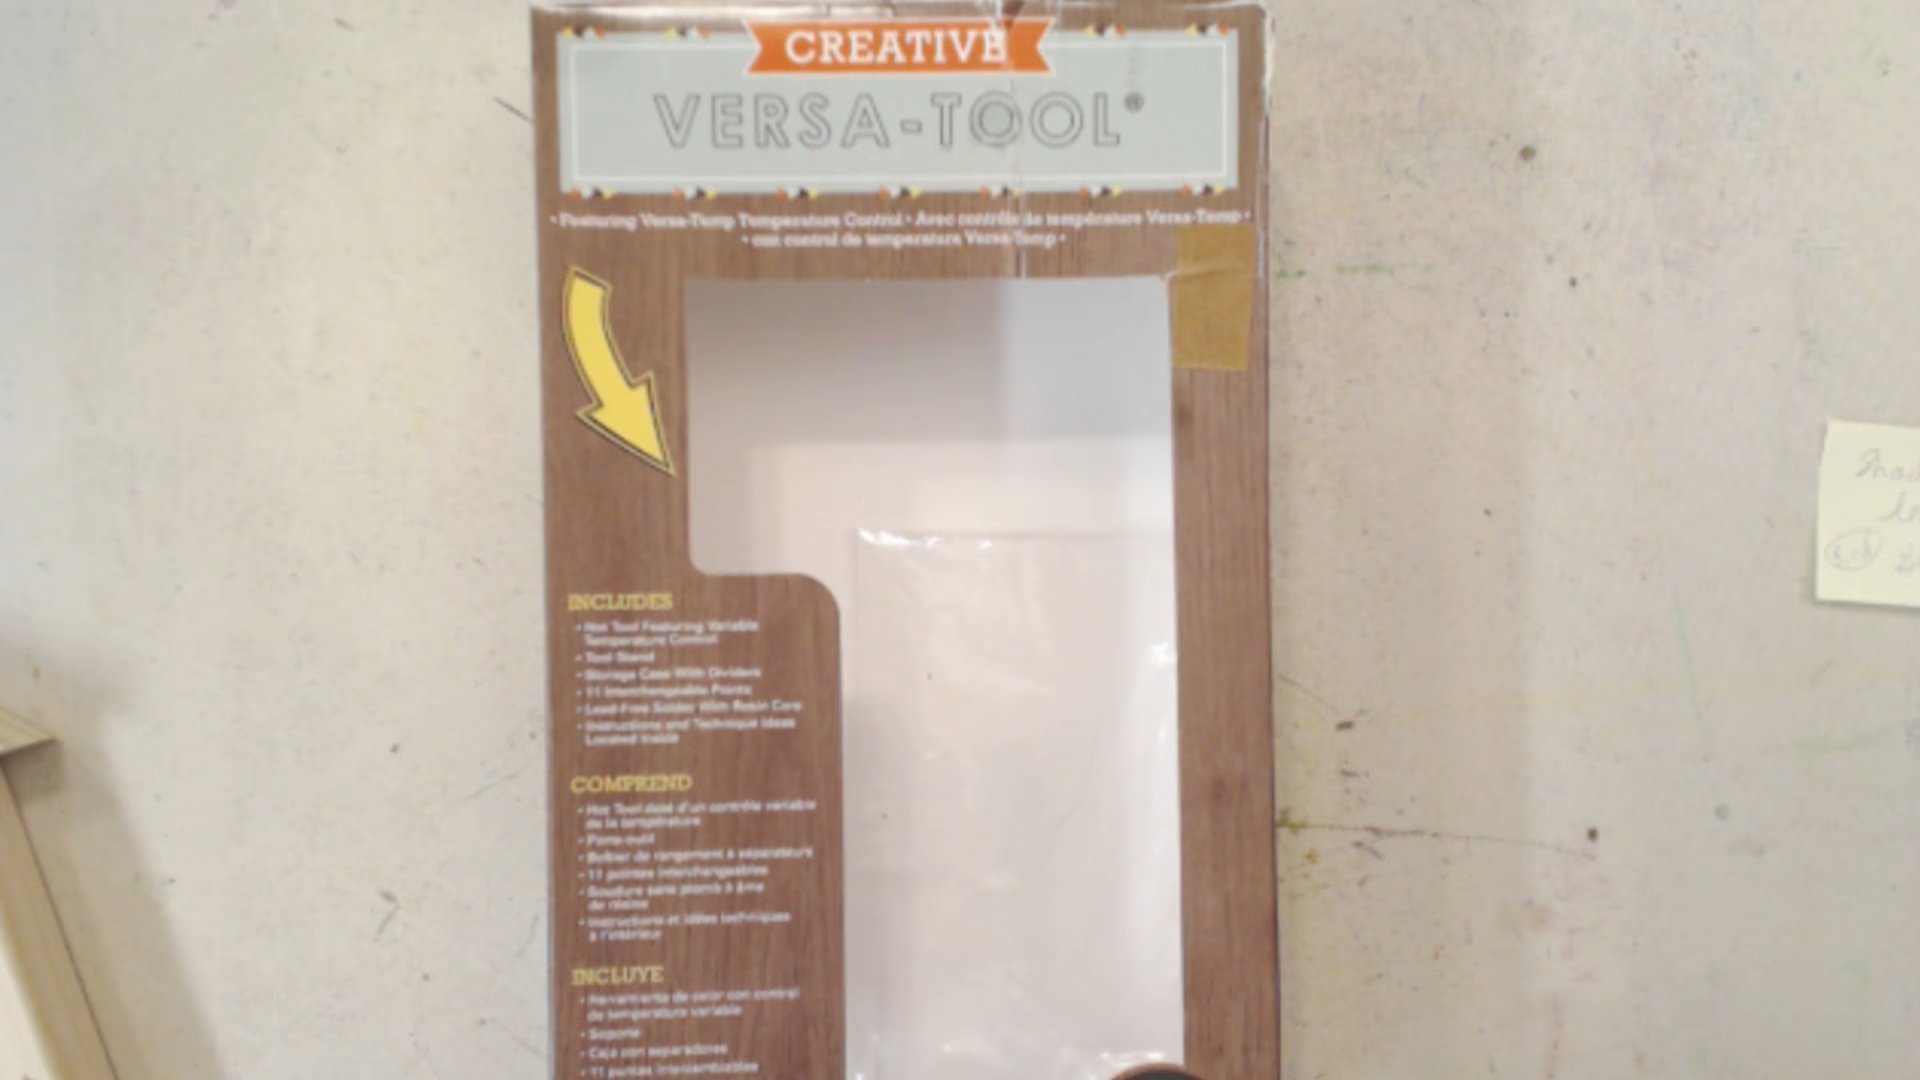 CREATIVE
VERSA-TOOL®
• Featuring Versa-Temp Temperature Control • Avec contrôle de température Versa-Temp •
• con control de temperatura Versa-Temp •
INCLUDES
• Hot Tool Featuring Variable
Temperature Control
• Tool Stand
• Storage Case With Dividers
• 11 Interchangeable Points
• Lead-Free Solder With Rosin Core
• Instructions and Technique Ideas
Located Inside
COMPREND
• Hot Tool doté d'un contrôle variable
de la température
• Porte-outil
• Boîtier de rangement à séparateurs
• 11 pointes interchangeables
• Soudure sans plomb à âme
de résine
• Instructions et idées techniques
à l'intérieur
INCLUYE
• Herramienta de calor con control
de temperatura variable
• Soporte
• Caja con separadores
• 11 puntas intercambiables